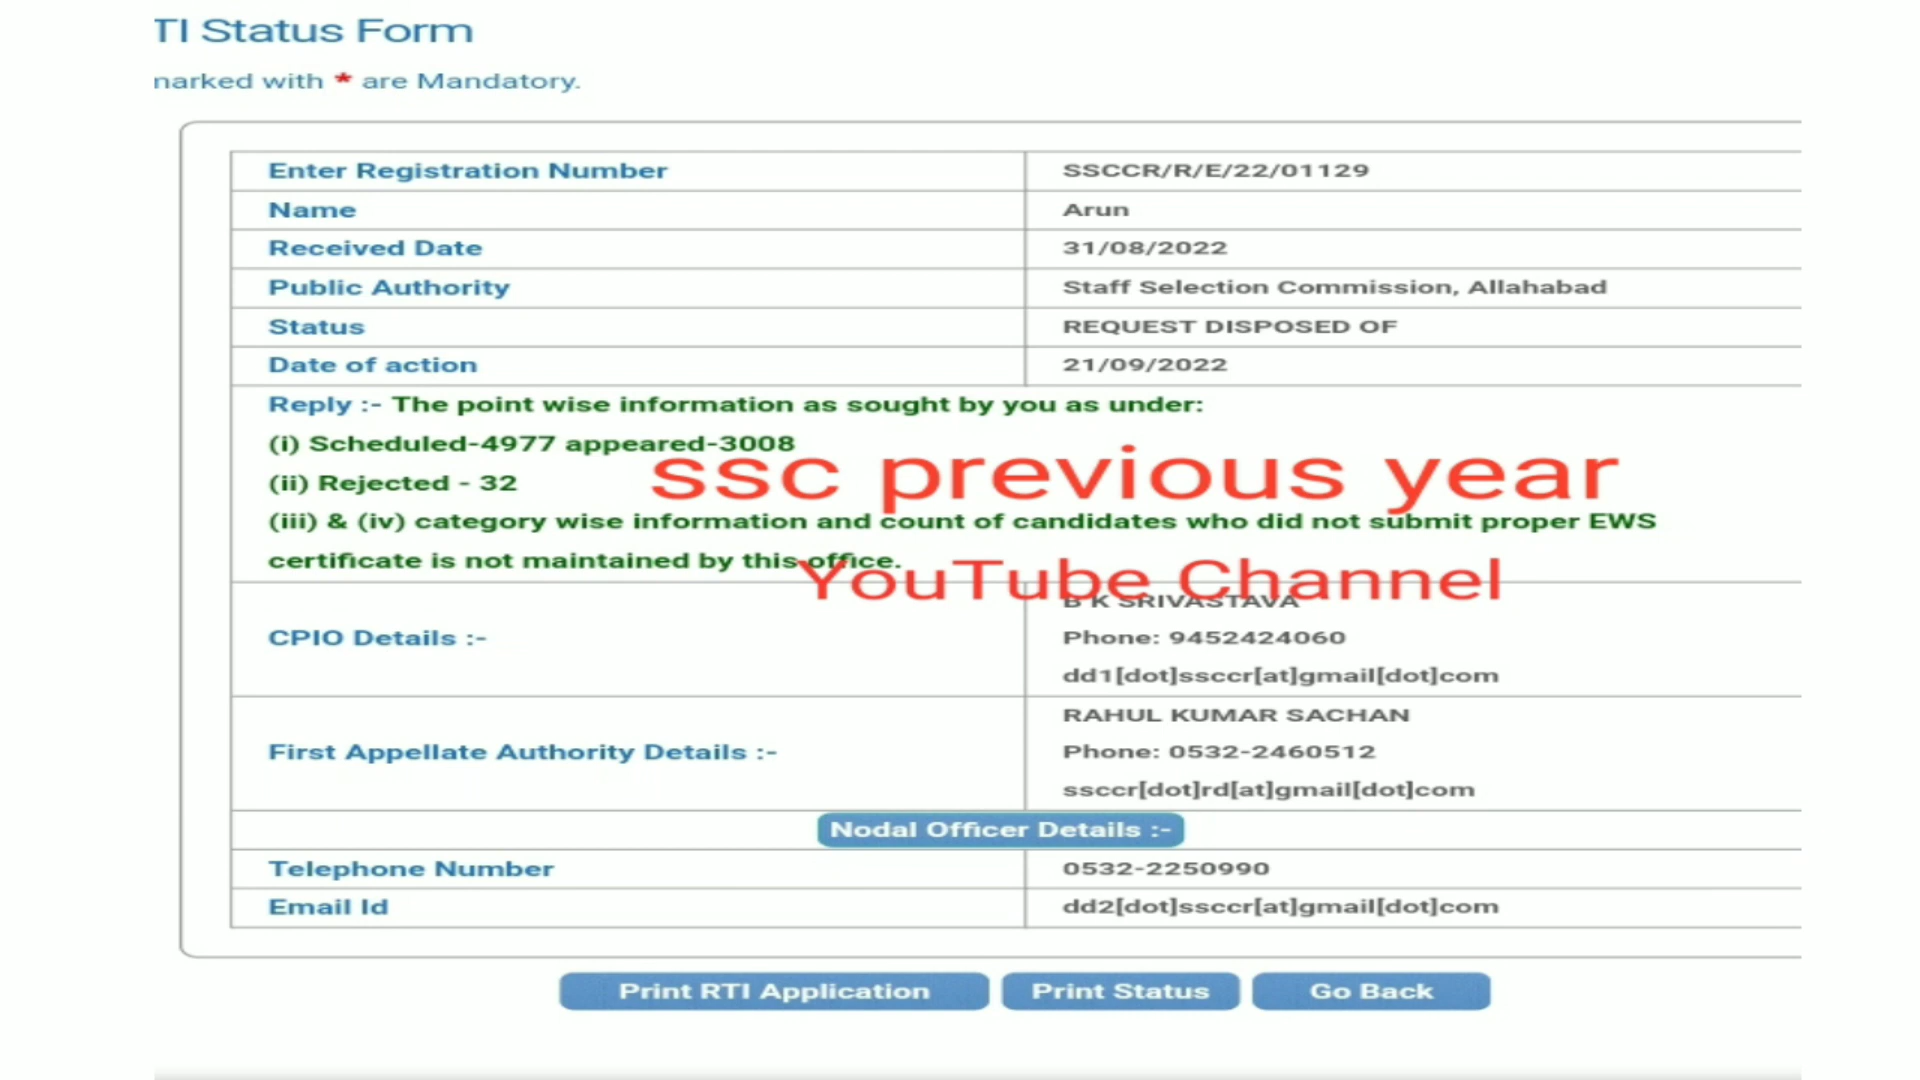 TI Status Form
narked with * are Mandatory.
Enter Registration Number SSCCR/R/E/22/01129
Name Arun
Received Date 31/08/2022
Public Authority Staff Selection Commission, Allahabad
Status REQUEST DISPOSED OF
Date of action 21/09/2022
Reply :- The point wise information as sought by you as under:
(i) Scheduled-4977 appeared-3008
(ii) Rejected - 32
ssc previous year
(iii) & (iv) category wise information and count of candidates who did not submit proper EWS
certificate is not maintained by this office.
YouTube Channel
B K SRIVASTAVA
CPIO Details :- Phone: 9452424060
dd1[dot]ssccr[at]gmail[dot]com
RAHUL KUMAR SACHAN
First Appellate Authority Details :- Phone: 0532-2460512
ssccr[dot]rd[at]gmail[dot]com
Nodal Officer Details :-
Telephone Number 0532-2250990
Email Id dd2[dot]ssccr[at]gmail[dot]com
Print RTI Application Print Status Go Back